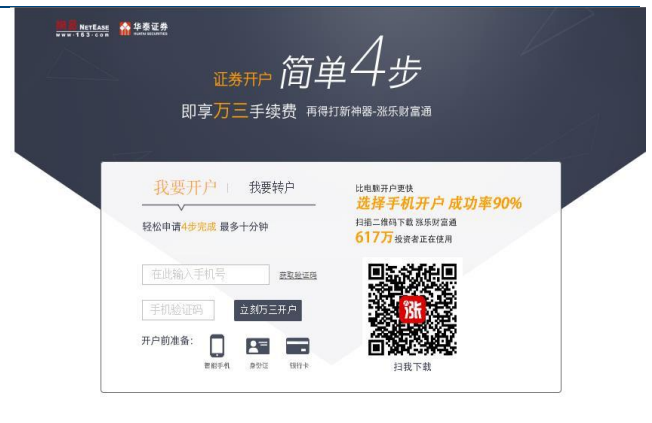 網易 NETEASE
www.163.com
华泰证券
HUATAI SECURITIES
证券开户 简单4步
即享万三手续费 再得打新神器-涨乐财富通
我要开户 | 我要转户
轻松申请4步完成 最多十分钟
在此输入手机号 获取验证码
手机验证码 立刻万三开户
开户前准备：
智能手机 身份证 银行卡
比电脑开户更快
选择手机开户 成功率90%
扫描二维码下载 涨乐财富通
617万 投资者正在使用
涨
扫我下载